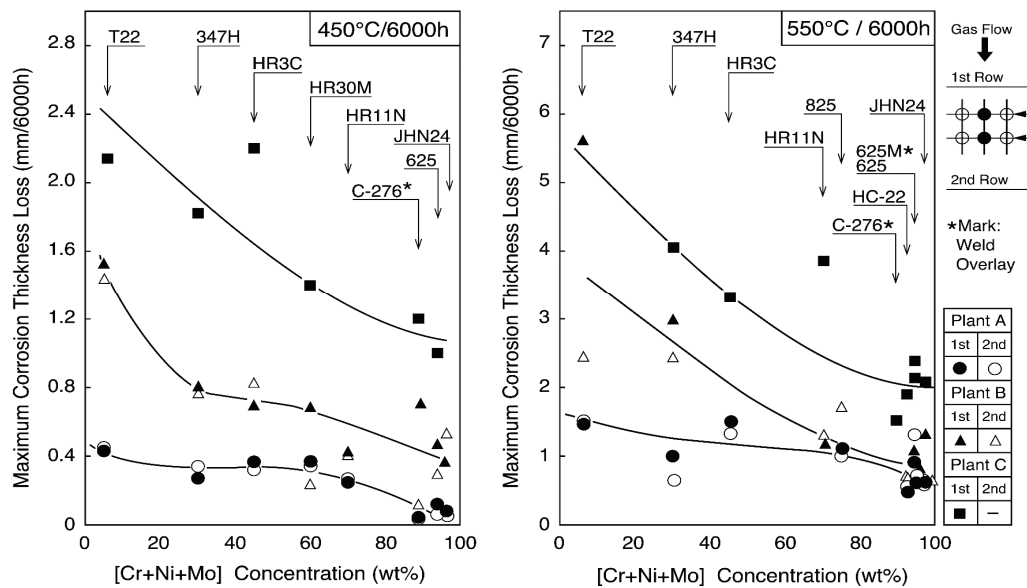 450°C/6000h
Maximum Corrosion Thickness Loss (mm/6000h)
2.8
2.4
2.0
1.6
1.2
0.8
0.4
0
T22
347H
HR3C
HR30M
HR11N
JHN24
625
C-276*
0 20 40 60 80 100
[Cr+Ni+Mo] Concentration (wt%)
550°C / 6000h
Maximum Corrosion Thickness Loss (mm/6000h)
7
6
5
4
3
2
1
0
T22
347H
HR3C
825
JHN24
HR11N
625M*
625
HC-22
C-276*
0 20 40 60 80 100
[Cr+Ni+Mo] Concentration (wt%)
Gas Flow
1st Row
2nd Row
*Mark:
Weld
Overlay
Plant A
1st 2nd
Plant B
1st 2nd
Plant C
1st 2nd
–